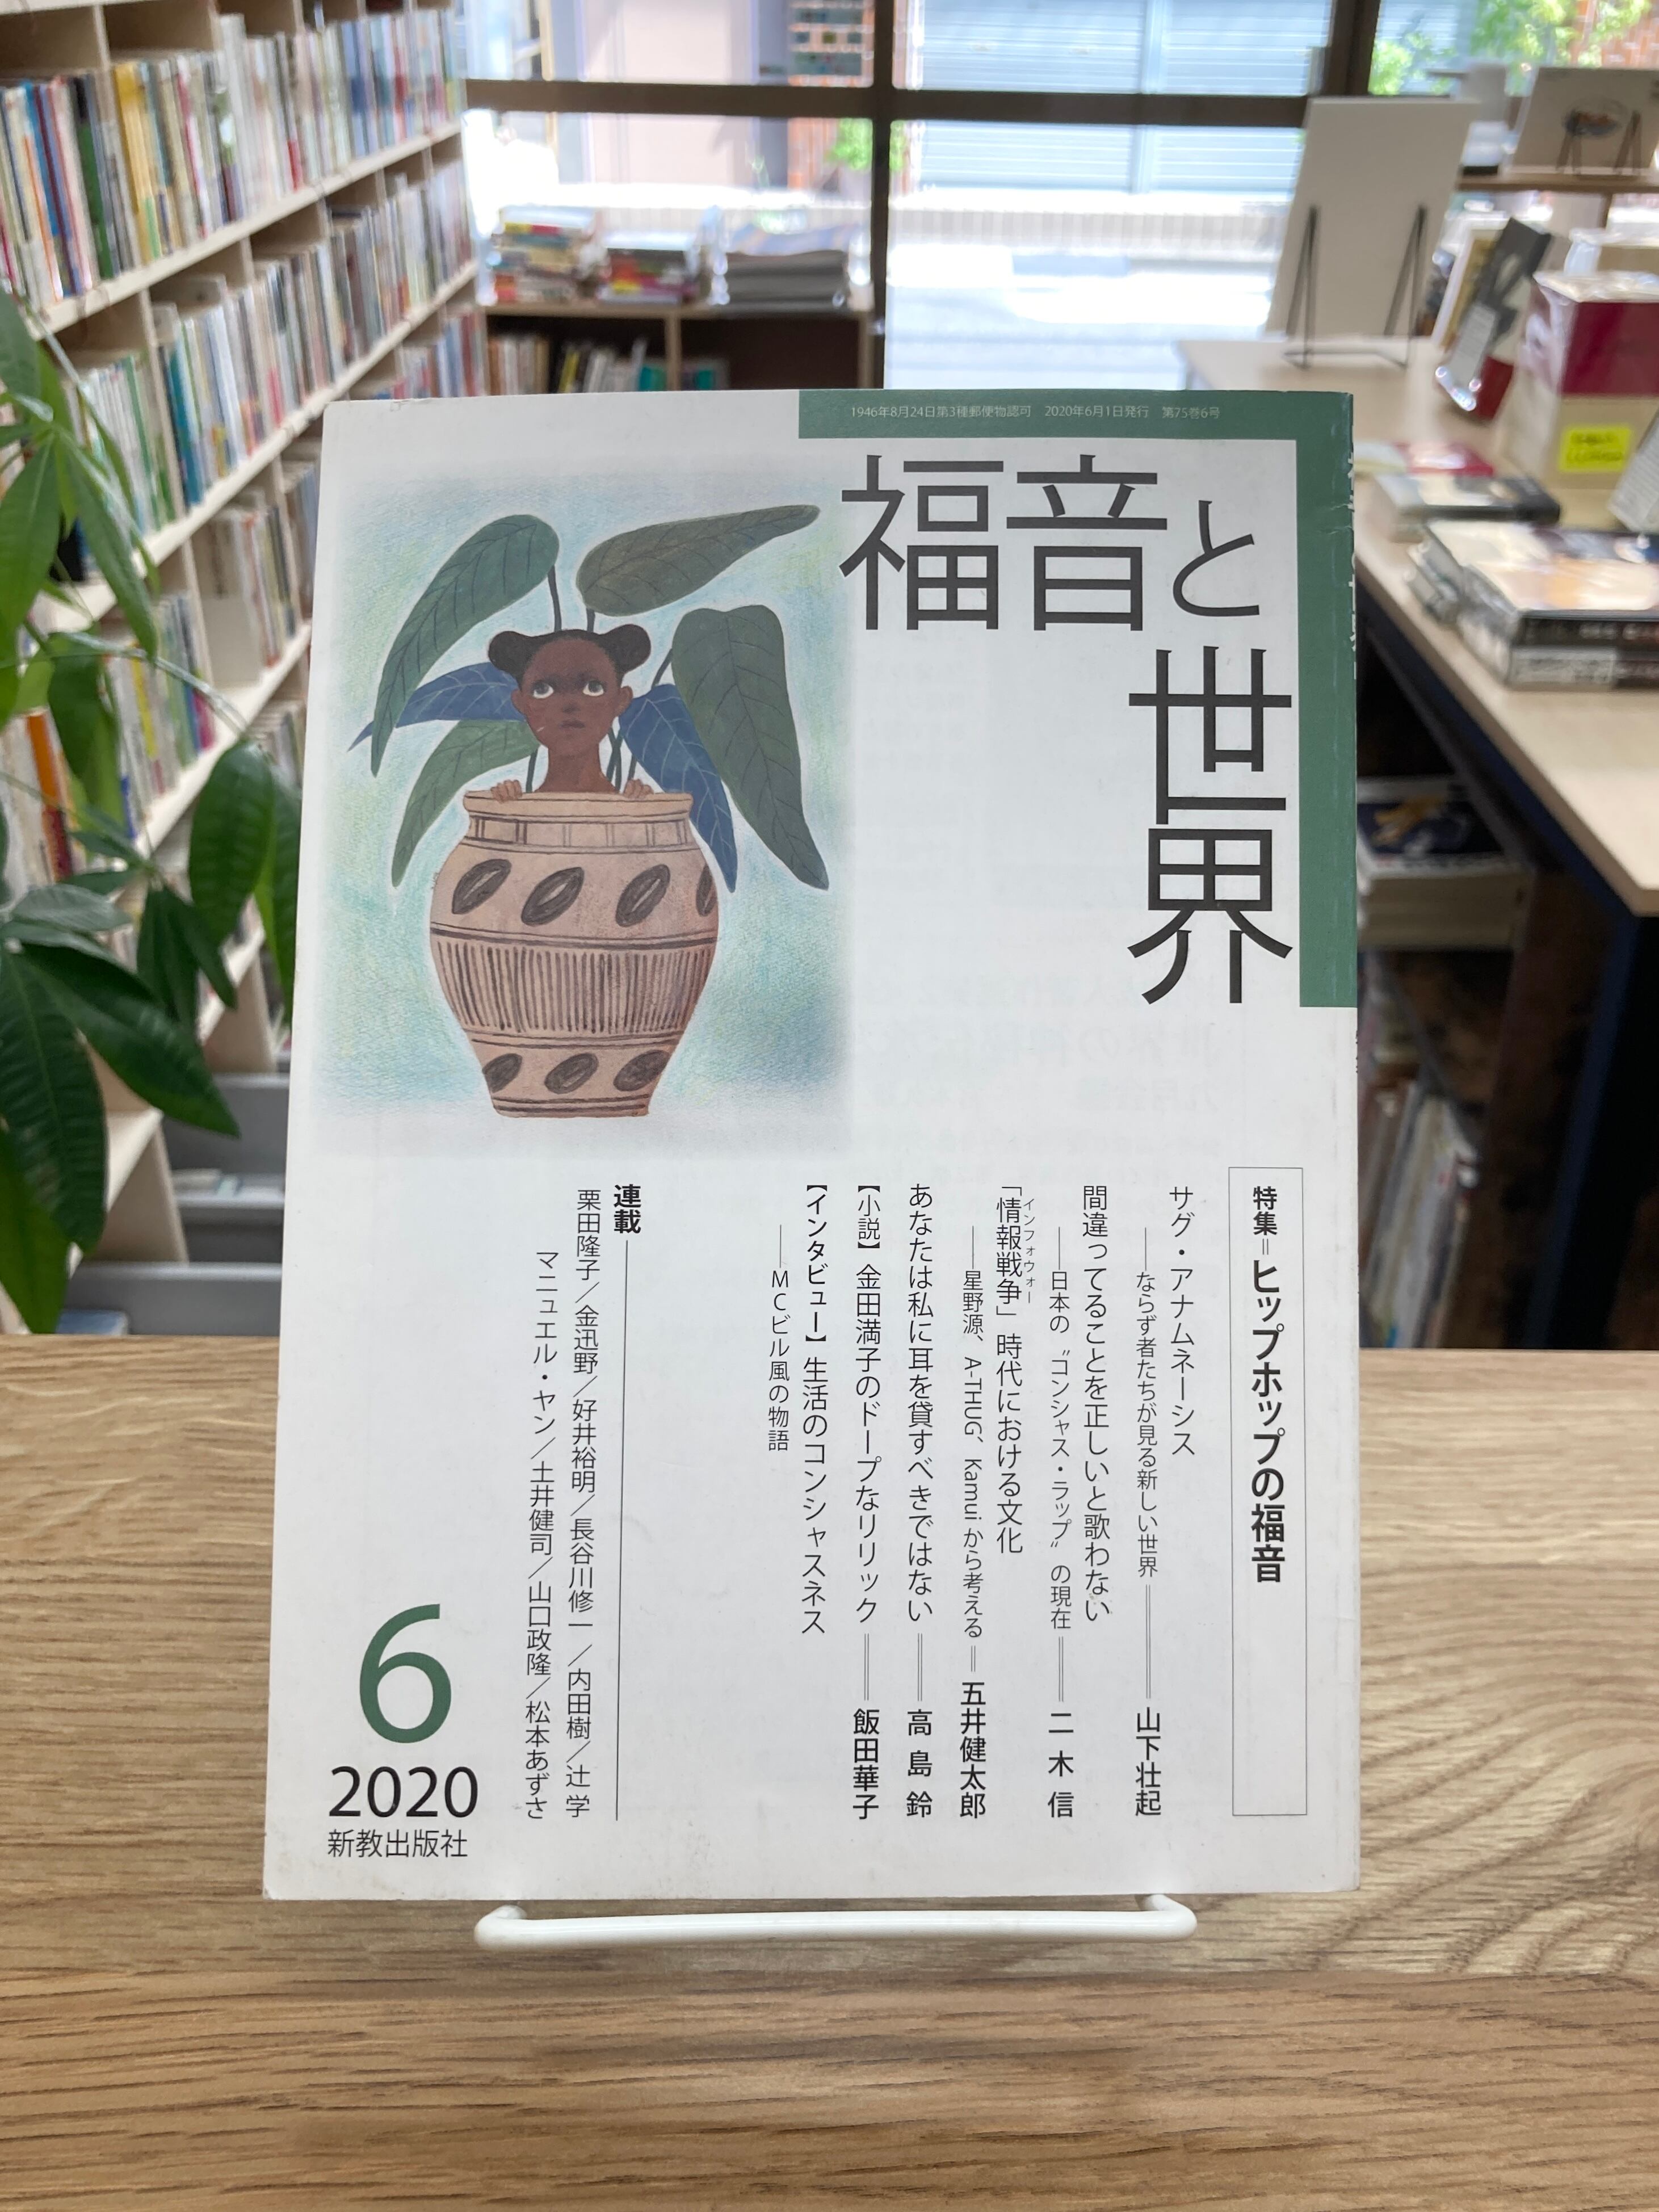 1946年8月24日第3種郵便物認可　2020年6月1日発行　第75巻6号
福音と
世界
特集＝ヒップホップの福音
サグ・アナムネーシス
――ならず者たちが見る新しい世界＝山下壮起
間違ってることを正しいと歌わない
――日本の〝コンシャス・ラップ〟の現在＝二木信
「情報戦争」時代における文化
インフォウォー
――星野源、A-THUG、Kamuiから考える＝五井健太郎
あなたは私に耳を貸すべきではない＝高島鈴
【小説】金田満子のドープなリリック＝飯田華子
【インタビュー】生活のコンシャスネス
――MCビル風の物語
連載
栗田隆子／金迅野／好井裕明／長谷川修一／内田樹／辻学
マニュエル・ヤン／土井健司／山口政隆／松本あずさ
6
2020
新教出版社